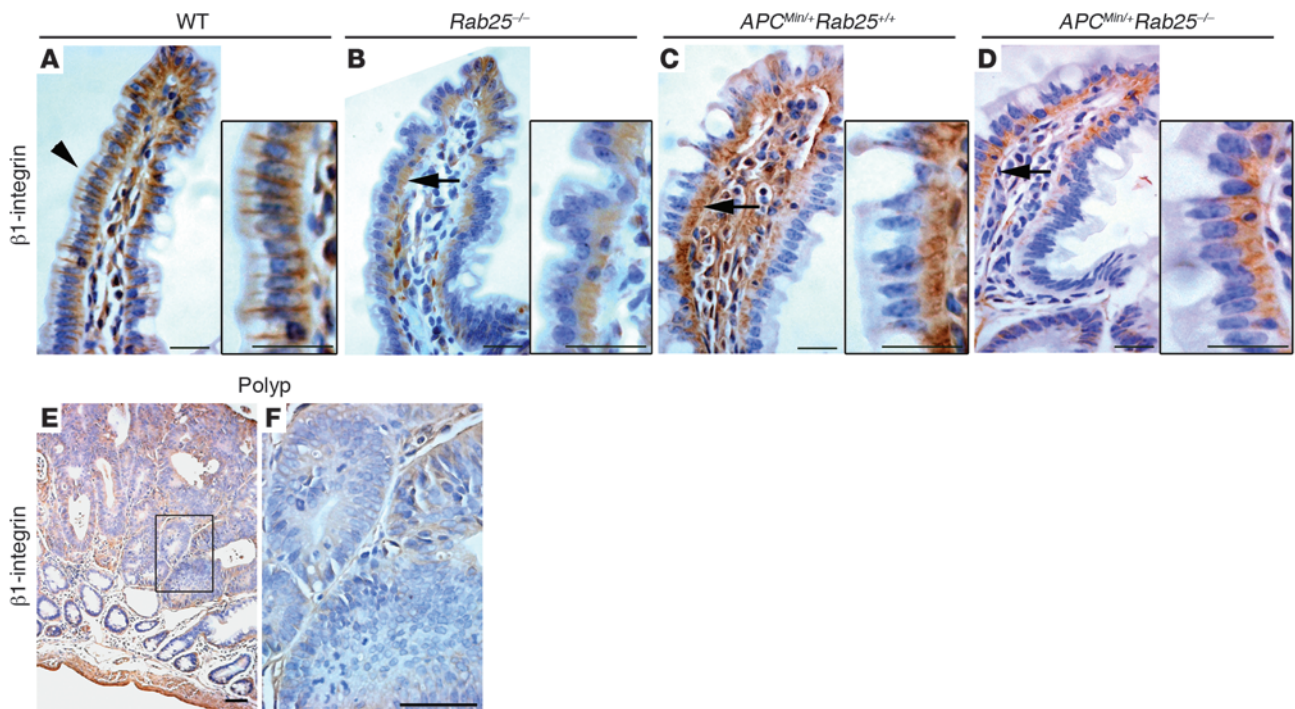 WT
Rab25⁻/⁻
APCᴹⁱⁿ/⁺Rab25⁺/⁺
APCᴹⁱⁿ/⁺Rab25⁻/⁻
A
B
C
D
β1-integrin
Polyp
E
F
β1-integrin